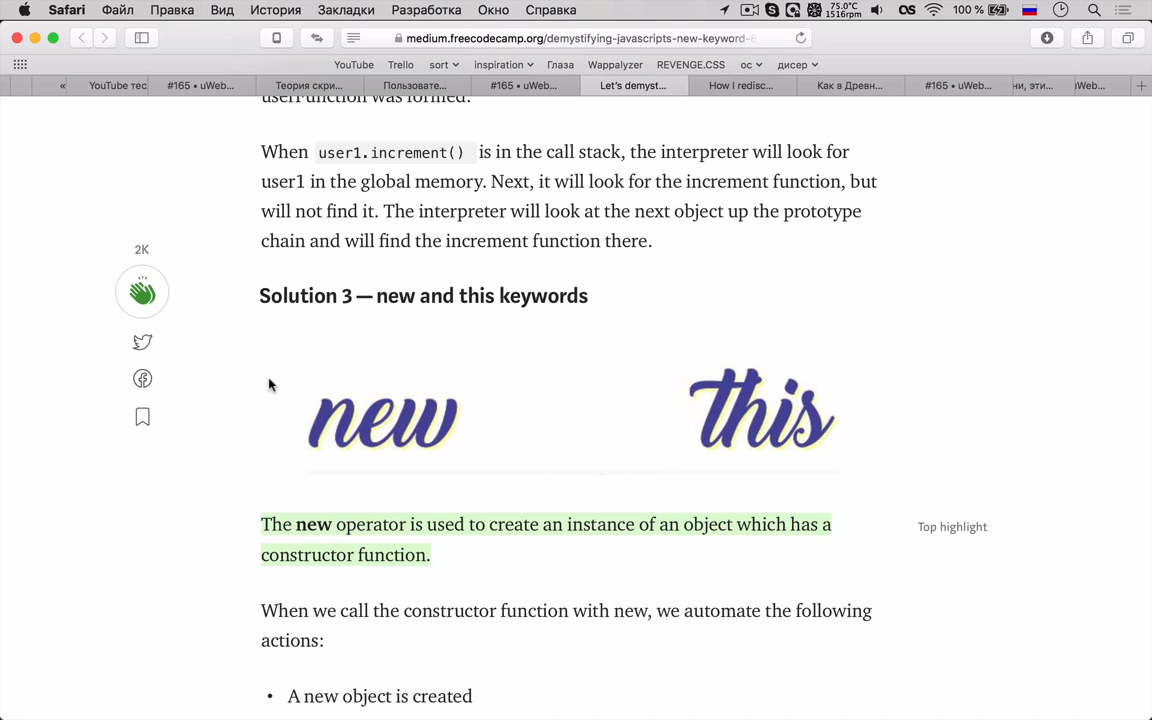 Safari Файл Правка Вид История Закладки Разработка Окно Справка 75.0°C 1516rpm 100 %
medium.freecodecamp.org/demystifying-javascripts-new-keyword-
YouTube Trello sort inspiration Глаза Wappalyzer REVENGE.CSS ос дисер
« YouTube тес #165 • uWeb... Теория скри... Пользовате... #165 • uWeb... Let's demyst... How I redisc... Как в Древн... #165 • uWeb... ни, эти... Web...
userFunction was formed.
When user1.increment() is in the call stack, the interpreter will look for
user1 in the global memory. Next, it will look for the increment function, but
will not find it. The interpreter will look at the next object up the prototype
chain and will find the increment function there.
2K
Solution 3 — new and this keywords
new this
The new operator is used to create an instance of an object which has a
constructor function.
Top highlight
When we call the constructor function with new, we automate the following
actions:
• A new object is created